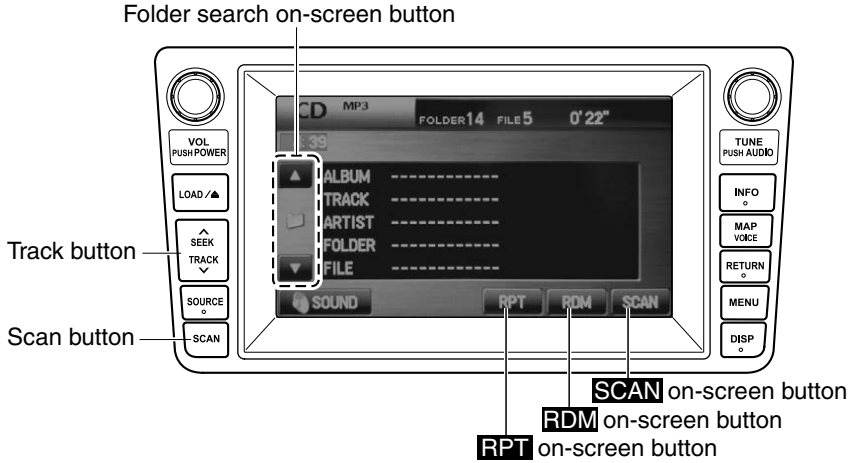 Folder search on-screen button
CD MP3 FOLDER14 FILE5 0'22"
39
VOL
PUSH POWER
LOAD/⏏
SEEK
TRACK
SOURCE
SCAN
Track button
Scan button
ALBUM ------------
TRACK ------------
ARTIST ------------
FOLDER ------------
FILE ------------
SOUND RPT RDM SCAN
TUNE
PUSH AUDIO
INFO
MAP
VOICE
RETURN
MENU
DISP
SCAN on-screen button
RDM on-screen button
RPT on-screen button